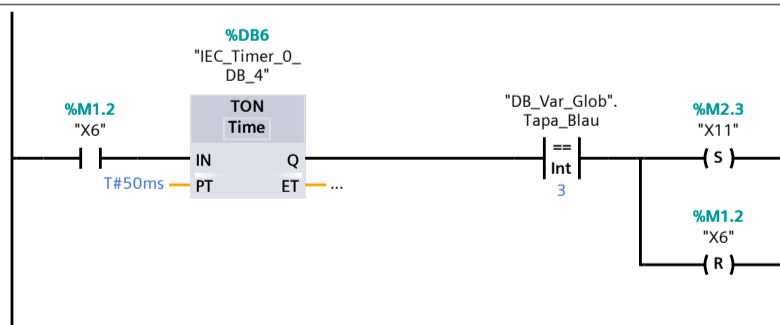 %DB6
"IEC_Timer_0_
DB_4"
%M1.2
"X6"
TON
Time
IN
Q
T#50ms
PT
ET
...
"DB_Var_Glob".
Tapa_Blau
==
Int
3
%M2.3
"X11"
S
%M1.2
"X6"
R